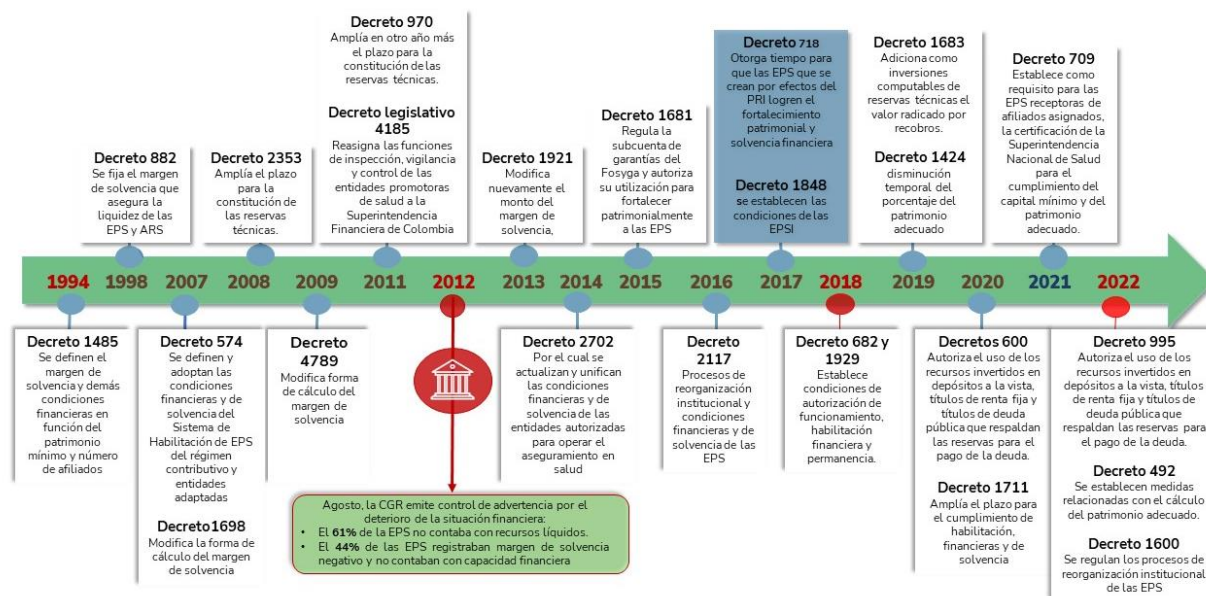 Decreto 970
Amplía en otro año más
el plazo para la
constitución de las
reservas técnicas.
Decreto legislativo
4185
Reasigna las funciones
de inspección, vigilancia
y control de las
entidades promotoras
de salud a la
Superintendencia
Financiera de Colombia
Decreto 718
Otorga tiempo para
que las EPS que se
crean por efectos del
PRI logren el
fortalecimiento
patrimonial y
solvencia financiera
Decreto 1848
se establecen las
condiciones de las
EPSI
Decreto 1683
Adiciona como
inversiones
computables de
reservas técnicas el
valor radicado por
recobros.
Decreto 1424
disminución
temporal del
porcentaje del
patrimonio
adecuado
Decreto 709
Establece como
requisito para las
EPS receptoras de
afiliados asignados,
la certificación de la
Superintendencia
Nacional de Salud
para el
cumplimiento del
capital mínimo y del
patrimonio
adecuado.
Decreto 882
Se fija el margen de
solvencia que
asegura la
liquidez de las
EPS y ARS
Decreto 2353
Amplía el plazo
para la
constitución de
las reservas
técnicas.
Decreto 1921
Modifica
nuevamente el
monto del
margen de
solvencia,
Decreto 1681
Regula la
subcuenta de
garantías del
Fosyga y autoriza
su utilización para
fortalecer
patrimonialmente
a las EPS
1994 1998 2007 2008 2009 2011 2012 2013 2014 2015 2016 2017 2018 2019 2020 2021 2022
Decreto 1485
Se definen el
margen de
solvencia y demás
condiciones
financieras en
función del
patrimonio
mínimo y número
de afiliados
Decreto 574
Se definen y
adoptan las
condiciones
financieras y de
solvencia del
Sistema de
Habilitación de EPS
del régimen
contributivo y
entidades
adaptadas
Decreto1698
Modifica la forma de
cálculo del margen
de solvencia
Decreto
4789
Modifica forma
de cálculo del
margen de
solvencia
Agosto, la CGR emite control de advertencia por el
deterioro de la situación financiera:
• El 61% de la EPS no contaba con recursos líquidos.
• El 44% de las EPS registraban margen de solvencia
negativo y no contaban con capacidad financiera
Decreto 2702
Por el cual se
actualizan y unifican
las condiciones
financieras y de
solvencia de las
entidades
autorizadas
para operar el
aseguramiento en
salud
Decreto
2117
Procesos de
reorganización
institucional y
condiciones
financieras y de
solvencia de las
EPS
Decreto 682 y
1929
Establece
condiciones de
autorización de
funcionamiento,
habilitación
financiera y
permanencia.
Decretos 600
Autoriza el uso de los
recursos invertidos en
depósitos a la vista,
títulos de renta fija y
títulos de deuda
pública que respaldan
las reservas para el
pago de la deuda.
Decreto 1711
Amplía el plazo para
el cumplimiento de
habilitación,
financieras y de
solvencia
Decreto 995
Autoriza el uso de los
recursos invertidos en
depósitos a la vista, títulos
de renta fija y títulos de
deuda pública que
respaldan las reservas para
el pago de la deuda.
Decreto 492
Se establecen medidas
relacionadas con el cálculo
del patrimonio adecuado.
Decreto 1600
Se regulan los procesos de
reorganización institucional
de las EPS